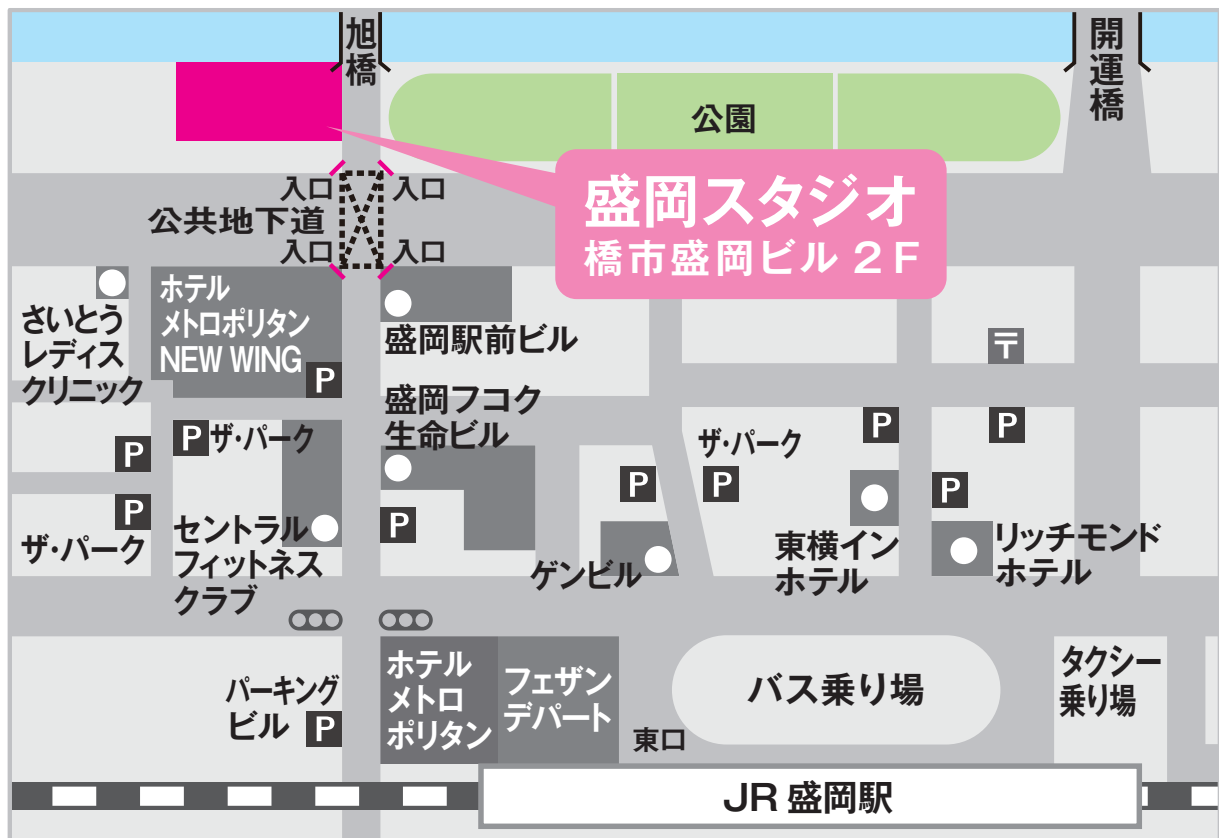 旭橋
開運橋
公園
盛岡スタジオ
橋市盛岡ビル 2F
入口
入口
公共地下道
入口
入口
さいとう
レディス
クリニック
ホテル
メトロポリタン
NEW WING
P
盛岡駅前ビル
〒
盛岡フコク
生命ビル
P ザ・パーク
P
ザ・パーク
P
P
P
P
ザ・パーク
P
P
P
P
セントラル
フィットネス
クラブ
ゲンビル
東横イン
ホテル
リッチモンド
ホテル
パーキング
ビル P
ホテル
メトロ
ポリタン
フェザン
デパート
東口
バス乗り場
タクシー
乗り場
JR 盛岡駅